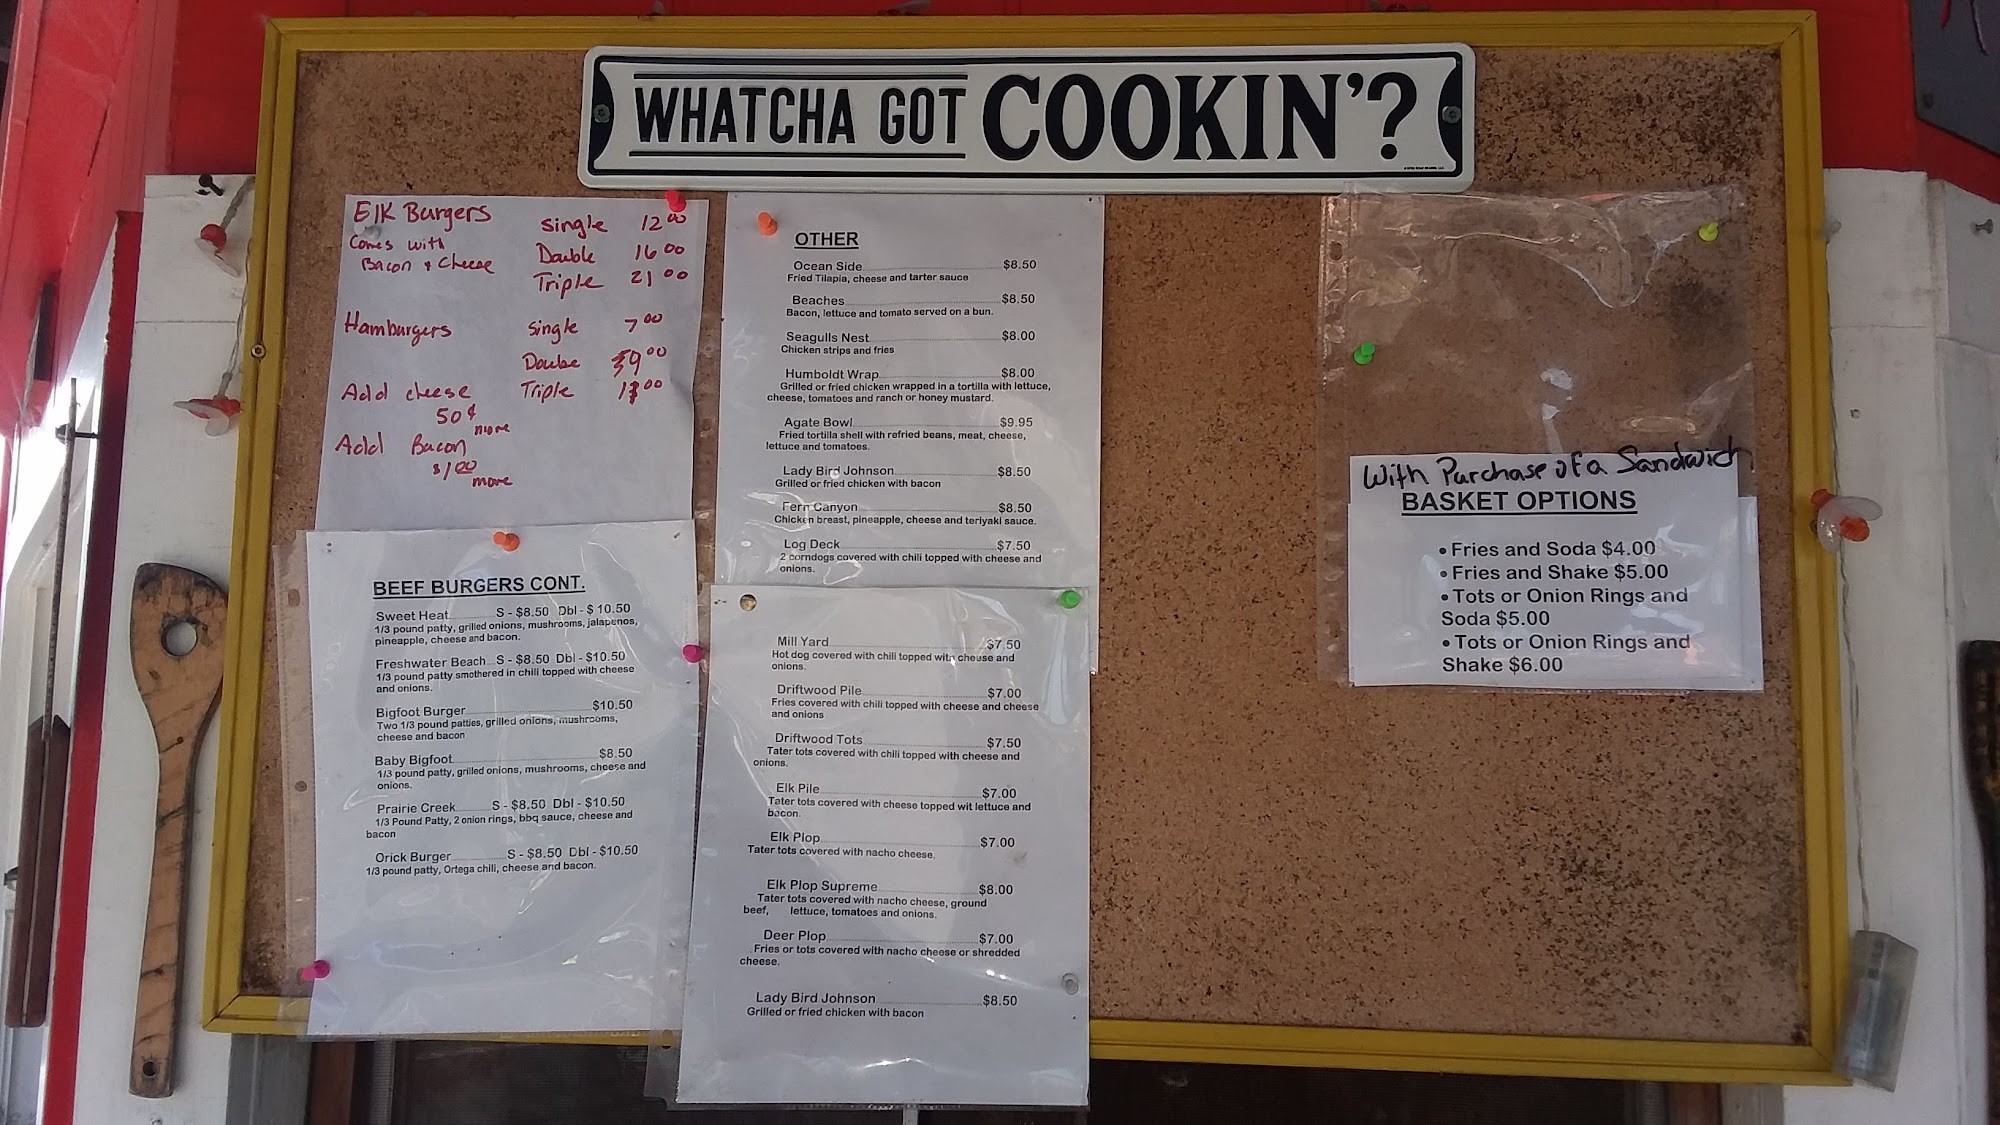 WHATCHA GOT COOKIN'?
Elk Burgers single 12 00
Comes with Double 16 00
Bacon + Cheese Triple 21 00
Hamburgers single 7 00
Double 9 00
Add cheese Triple 00
50¢
more
Add Bacon
$1.00
more
BEEF BURGERS CONT.
Sweet Heat S - $8.50 Dbl - $ 10.50
1/3 pound patty, grilled onions, mushrooms, jalapenos,
pineapple, cheese and bacon.
Freshwater Beach S - $8.50 Dbl - $10.50
1/3 pound patty smothered in chili topped with cheese
and onions.
Bigfoot Burger $10.50
Two 1/3 pound patties, grilled onions, mushrooms,
cheese and bacon
Baby Bigfoot $8.50
1/3 pound patty, grilled onions, mushrooms, cheese and
onions.
Prairie Creek S - $8.50 Dbl - $10.50
1/3 Pound Patty, 2 onion rings, bbq sauce, cheese and
bacon
Orick Burger S - $8.50 Dbl - $10.50
1/3 pound patty, Ortega chili, cheese and bacon.
OTHER
Ocean Side $8.50
Fried Tilapia, cheese and tarter sauce
Beaches $8.50
Bacon, lettuce and tomato served on a bun.
Seagulls Nest $8.00
Chicken strips and fries
Humboldt Wrap $8.00
Grilled or fried chicken wrapped in a tortilla with lettuce,
cheese, tomatoes and ranch or honey mustard.
Agate Bowl $9.95
Fried tortilla shell with refried beans, meat, cheese,
lettuce and tomatoes.
Lady Bird Johnson $8.50
Grilled or fried chicken with bacon
Fern Canyon $8.50
Chicken breast, pineapple, cheese and teriyaki sauce.
Log Deck $7.50
2 corndogs covered with chili topped with cheese and
onions.
Mill Yard $7.50
Hot dog covered with chili topped with cheese and
onions.
Driftwood Pile $7.00
Fries covered with chili topped with cheese and cheese
and onions
Driftwood Tots $7.50
Tater tots covered with chili topped with cheese and
onions.
Elk Pile $7.00
Tater tots covered with cheese topped wit lettuce and
bacon.
Elk Plop $7.00
Tater tots covered with nacho cheese.
Elk Plop Supreme $8.00
Tater tots covered with nacho cheese, ground
beef, lettuce, tomatoes and onions.
Deer Plop $7.00
Fries or tots covered with nacho cheese or shredded
cheese.
Lady Bird Johnson $8.50
Grilled or fried chicken with bacon
With Purchase of a Sandwich
BASKET OPTIONS
• Fries and Soda $4.00
• Fries and Shake $5.00
• Tots or Onion Rings and
Soda $5.00
• Tots or Onion Rings and
Shake $6.00